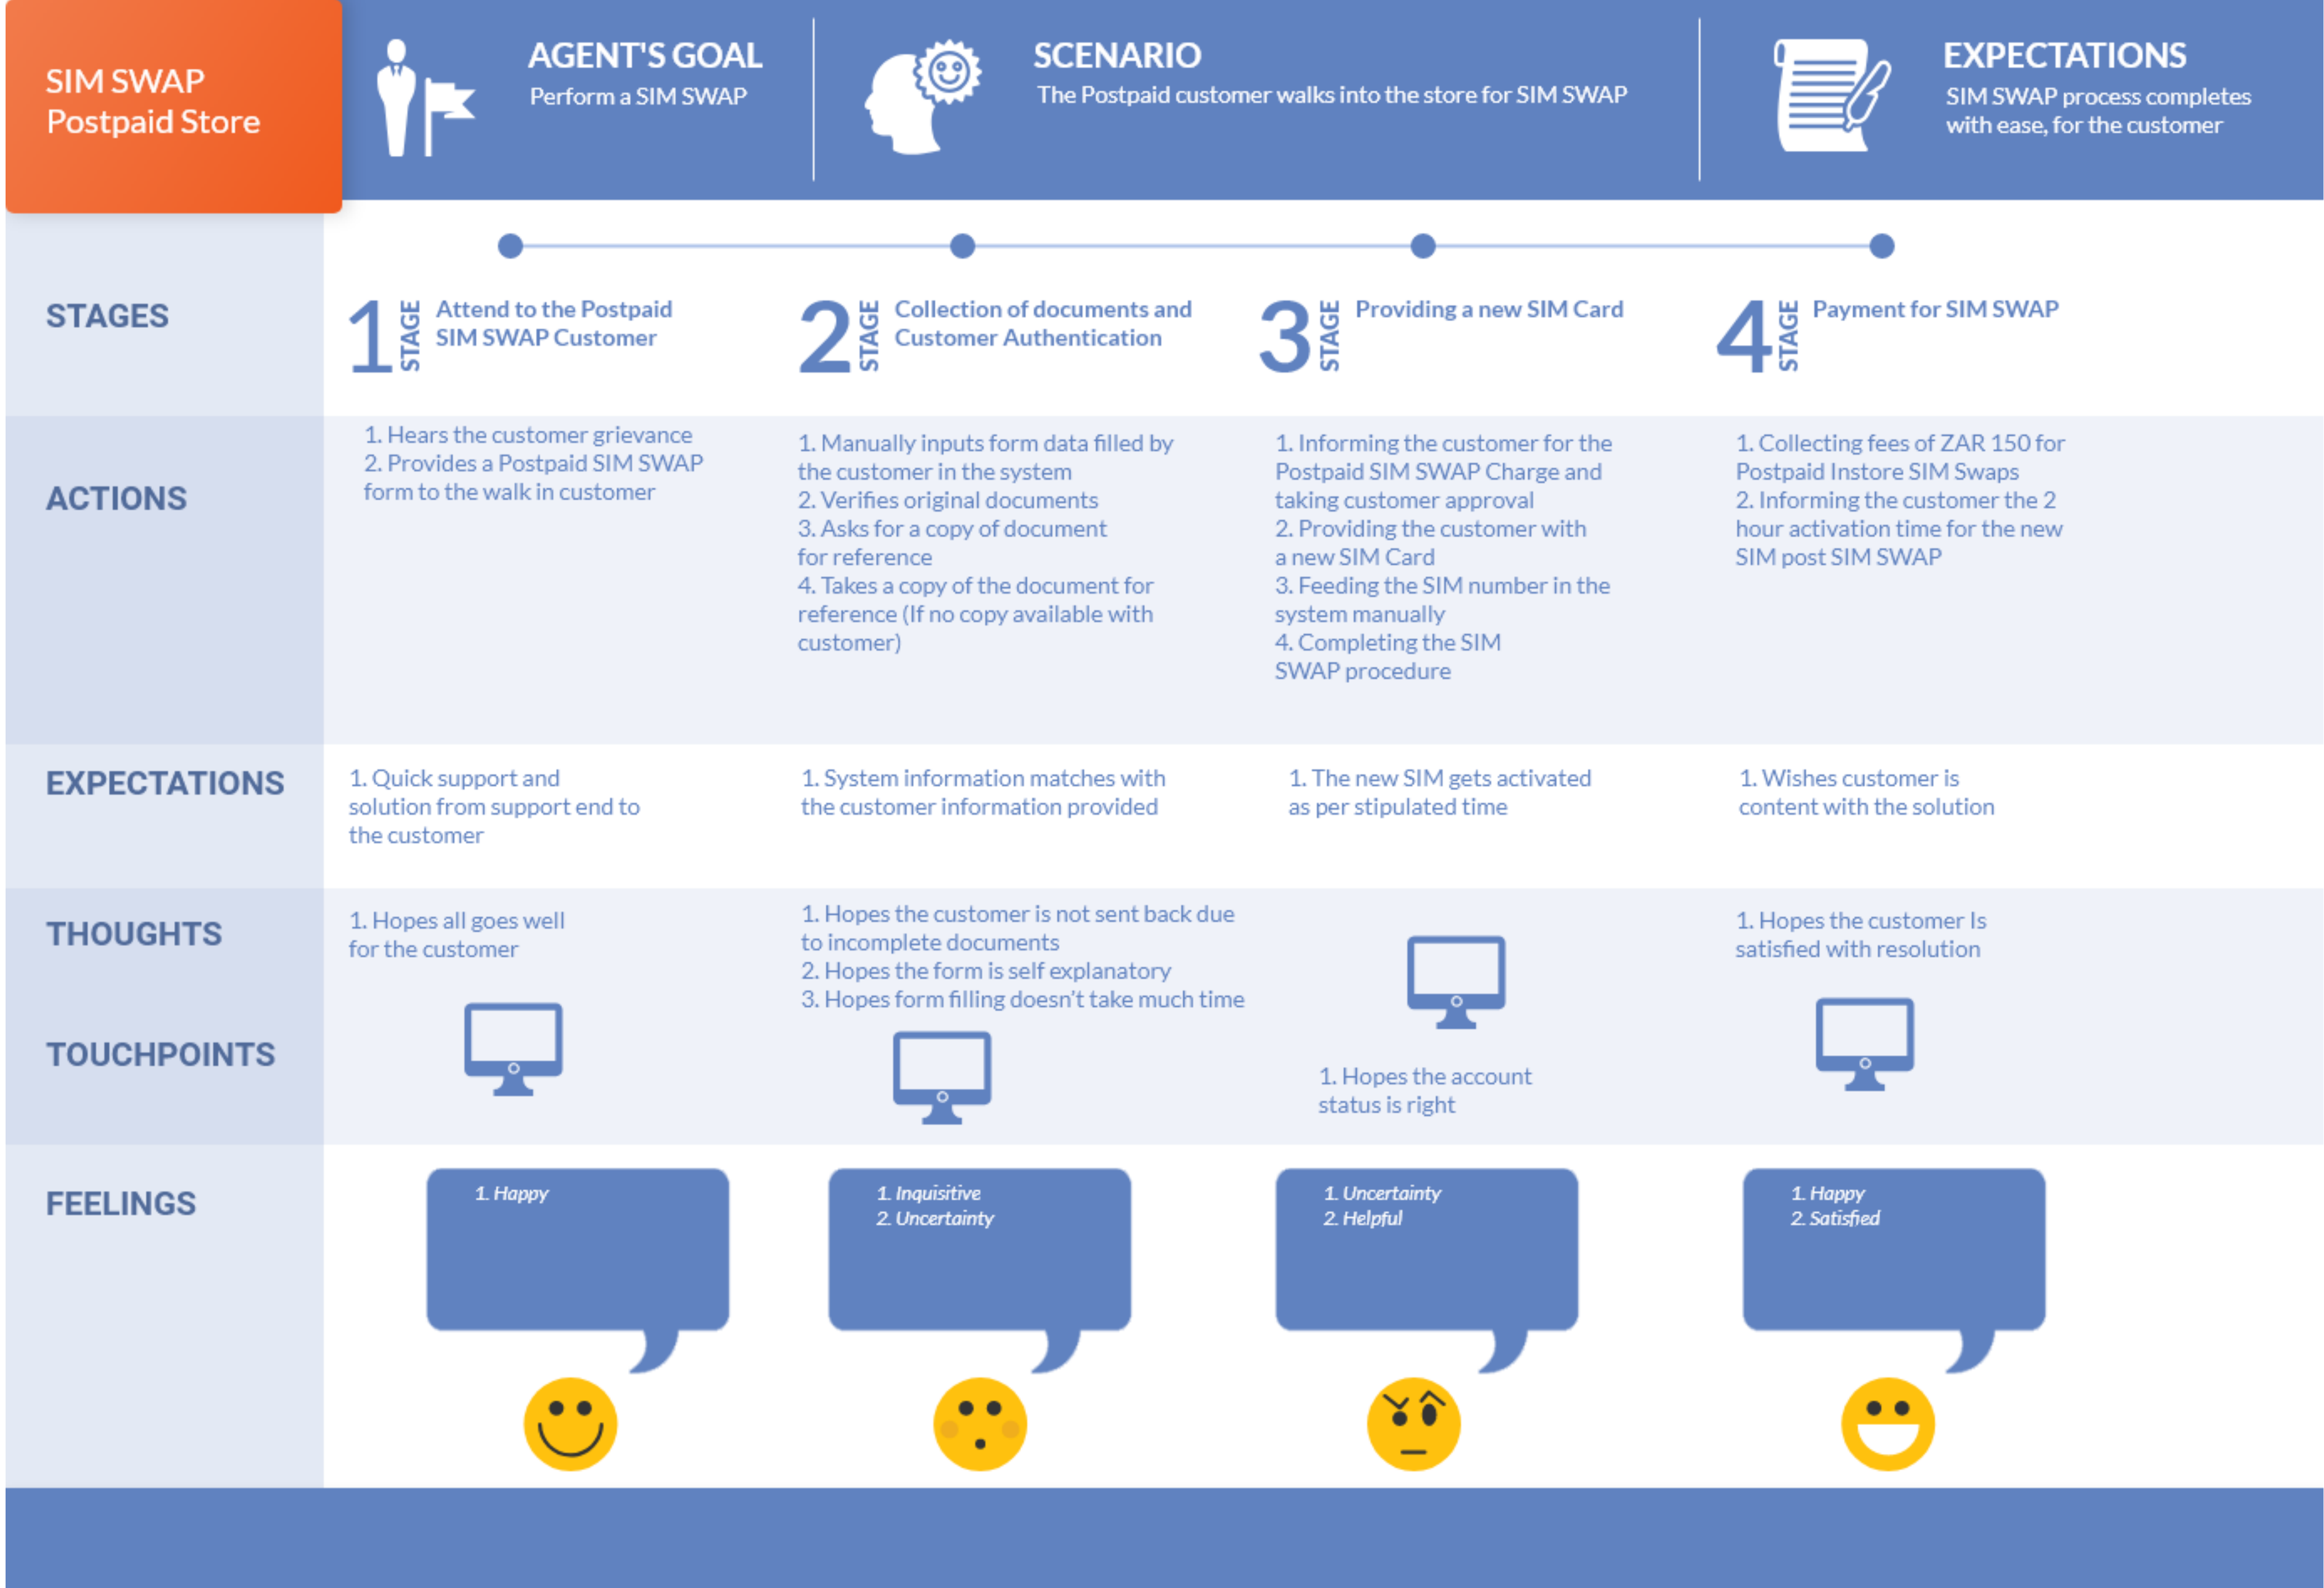 SIM SWAP
Postpaid Store
AGENT'S GOAL
Perform a SIM SWAP
SCENARIO
The Postpaid customer walks into the store for SIM SWAP
EXPECTATIONS
SIM SWAP process completes
with ease, for the customer
STAGES
1 STAGE
Attend to the Postpaid
SIM SWAP Customer
2 STAGE
Collection of documents and
Customer Authentication
3 STAGE
Providing a new SIM Card
4 STAGE
Payment for SIM SWAP
ACTIONS
1. Hears the customer grievance
2. Provides a Postpaid SIM SWAP
form to the walk in customer
1. Manually inputs form data filled by
the customer in the system
2. Verifies original documents
3. Asks for a copy of document
for reference
4. Takes a copy of the document for
reference (If no copy available with
customer)
1. Informing the customer for the
Postpaid SIM SWAP Charge and
taking customer approval
2. Providing the customer with
a new SIM Card
3. Feeding the SIM number in the
system manually
4. Completing the SIM
SWAP procedure
1. Collecting fees of ZAR 150 for
Postpaid Instore SIM Swaps
2. Informing the customer the 2
hour activation time for the new
SIM post SIM SWAP
EXPECTATIONS
1. Quick support and
solution from support end to
the customer
1. System information matches with
the customer information provided
1. The new SIM gets activated
as per stipulated time
1. Wishes customer is
content with the solution
THOUGHTS
1. Hopes all goes well
for the customer
1. Hopes the customer is not sent back due
to incomplete documents
2. Hopes the form is self explanatory
3. Hopes form filling doesn't take much time
1. Hopes the customer Is
satisfied with resolution
TOUCHPOINTS
1. Hopes the account
status is right
FEELINGS
1. Happy
1. Inquisitive
2. Uncertainty
1. Uncertainty
2. Helpful
1. Happy
2. Satisfied